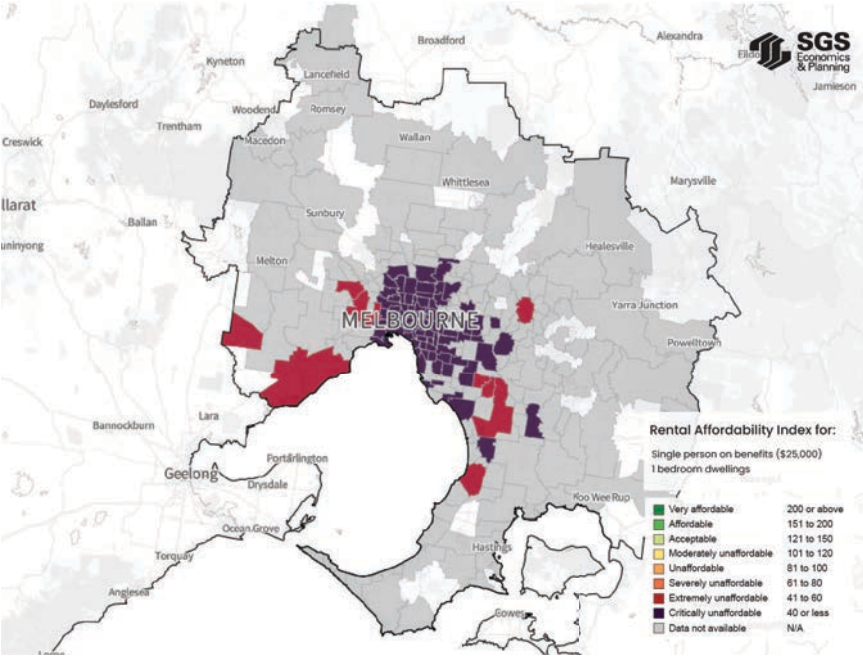 SGS
Economics
& Planning
Broadford
Alexandra
Kyneton
Jamieson
Lancefield
Daylesford
Woodend
Romsey
Trentham
Wallan
Creswick
Macedon
Whittlesea
Marysville
llarat
Ballan
Sunbury
uninyong
Healesville
Melton
Yarra Junction
MELBOURNE
Powelltown
Lara
Bannockburn
Geelong
Portarlington
Drysdale
Koo Wee Rup
Ocean Grove
Torquay
Hastings
Anglesea
Cowes
Rental Affordability Index for:
Single person on benefits ($25,000)
1 bedroom dwellings
Very affordable 200 or above
Affordable 151 to 200
Acceptable 121 to 150
Moderately unaffordable 101 to 120
Unaffordable 81 to 100
Severely unaffordable 61 to 80
Extremely unaffordable 41 to 60
Critically unaffordable 40 or less
Data not available N/A